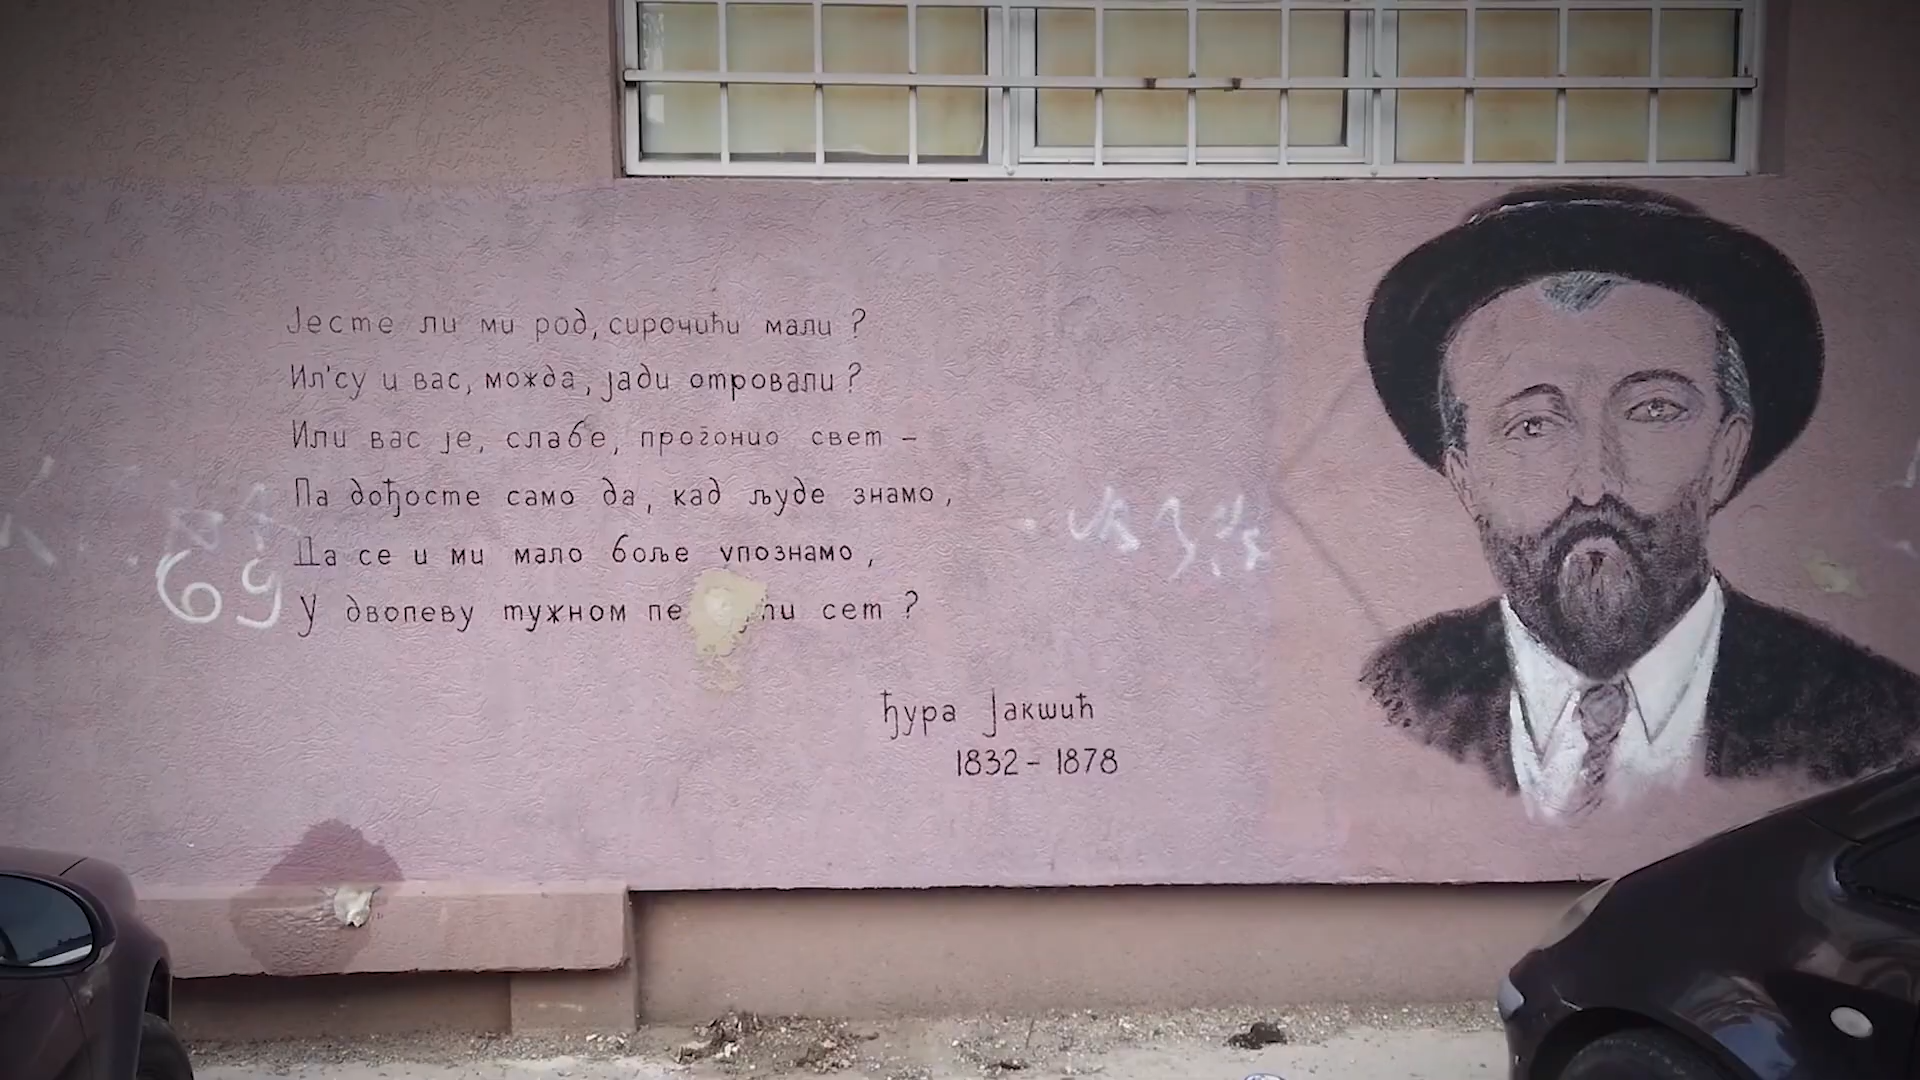 Јесте ли ми род, сирочићи мали?
Ил'су и вас, можда, јади отровали?
Или вас је, слабе, прогонио свет –
Па дођосте само да, кад људе знамо,
Да се и ми мало боље упознамо,
У двопеву тужном сет?
Ђура Јакшић
1832 – 1878
69